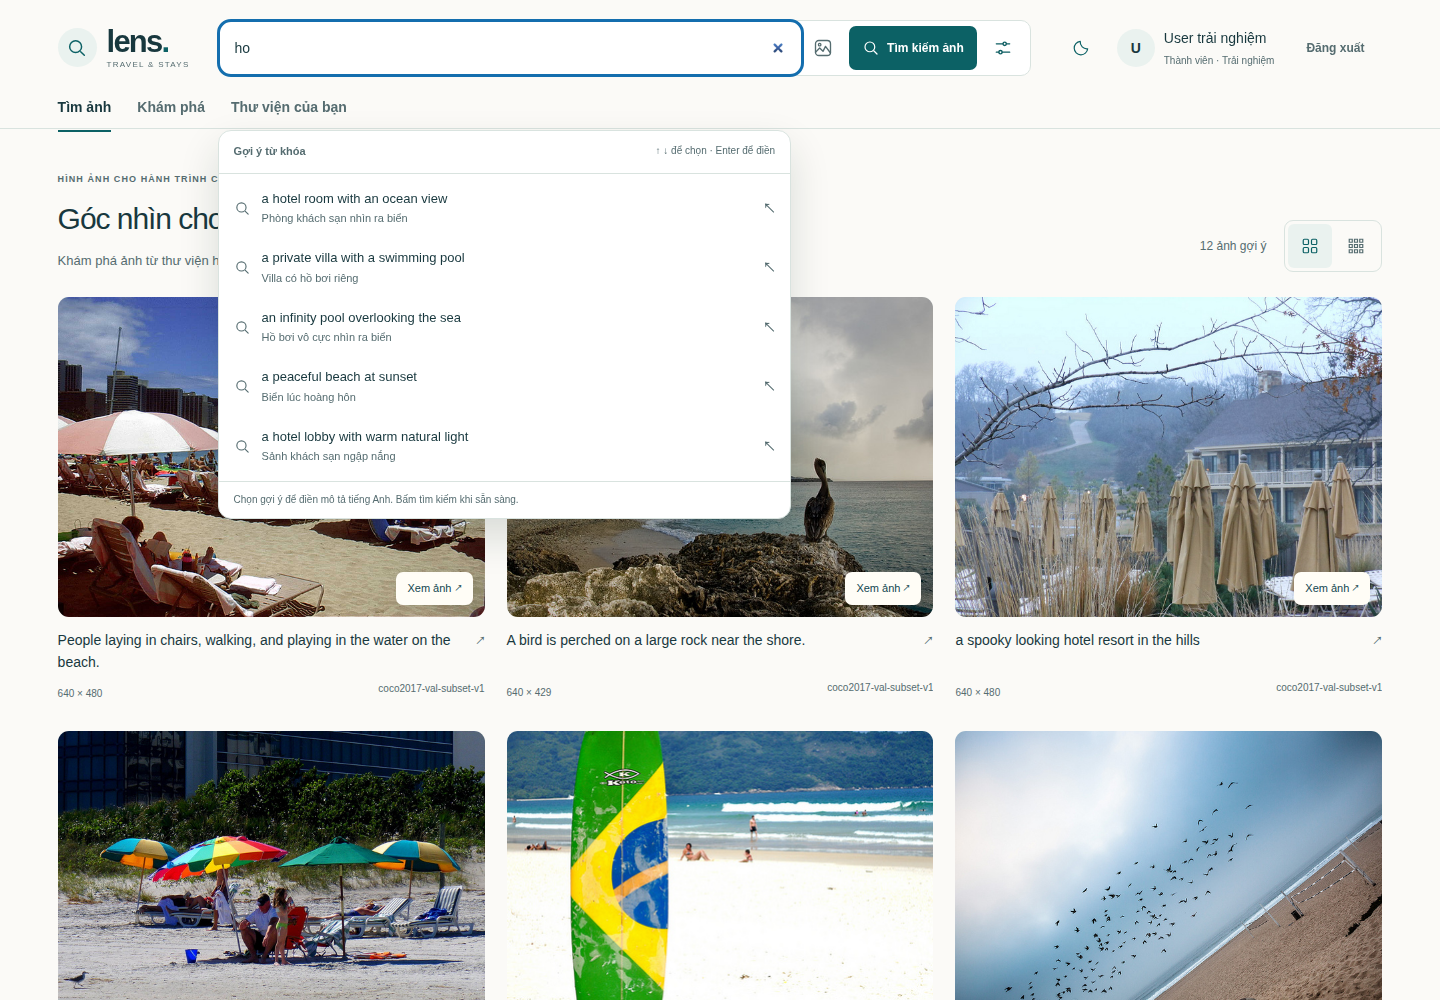 lens.
TRAVEL & STAYS
ho
Tìm kiếm ảnh
U
User trải nghiệm
Thành viên · Trải nghiệm
Đăng xuất
Tìm ảnh
Khám phá
Thư viện của bạn
Gợi ý từ khóa
↑ ↓ để chọn · Enter để điền
a hotel room with an ocean view
Phòng khách sạn nhìn ra biển
a private villa with a swimming pool
Villa có hồ bơi riêng
an infinity pool overlooking the sea
Hồ bơi vô cực nhìn ra biển
a peaceful beach at sunset
Biển lúc hoàng hôn
a hotel lobby with warm natural light
Sảnh khách sạn ngập nắng
Chọn gợi ý để điền mô tả tiếng Anh. Bấm tìm kiếm khi sẵn sàng.
HÌNH ẢNH CHO HÀNH TRÌNH C
Góc nhìn cho
Khám phá ảnh từ thư viện h
12 ảnh gợi ý
Xem ảnh ↗
Xem ảnh ↗
Xem ảnh ↗
People laying in chairs, walking, and playing in the water on the beach.
640 × 480
coco2017-val-subset-v1
A bird is perched on a large rock near the shore.
640 × 429
coco2017-val-subset-v1
a spooky looking hotel resort in the hills
640 × 480
coco2017-val-subset-v1